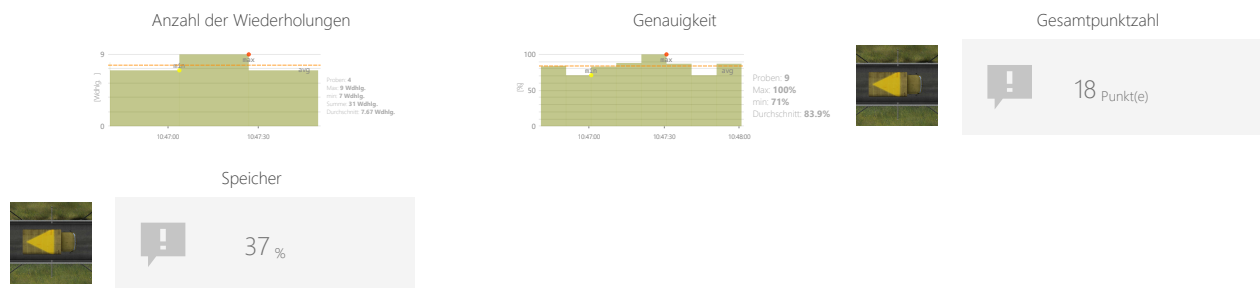 Anzahl der Wiederholungen
9
max
min
avg
[Wdhlg. ]
0
10:47:00
10:47:30
Proben: 4
Max: 9 Wdhlg.
min: 7 Wdhlg.
Summe: 31 Wdhlg.
Durchschnitt: 7.67 Wdhlg.
Genauigkeit
100
max
min
avg
[%]
50
0
10:47:00
10:47:30
10:48:00
Proben: 9
Max: 100%
min: 71%
Durchschnitt: 83.9%
Gesamtpunktzahl
18 Punkt(e)
Speicher
37 %